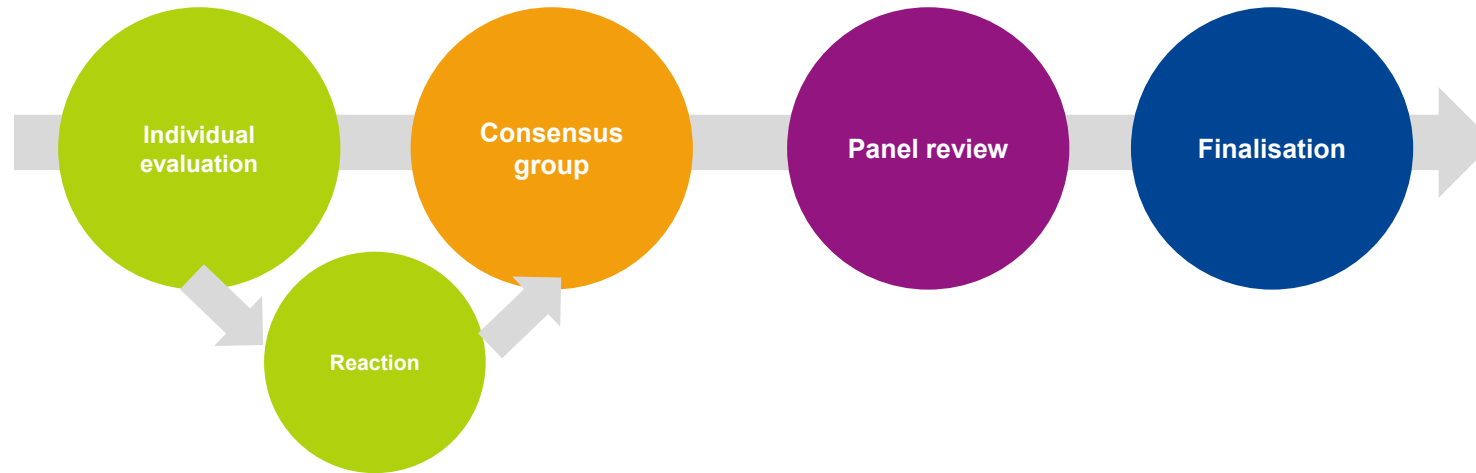 Individual
evaluation
Consensus
group
Panel review
Finalisation
Reaction